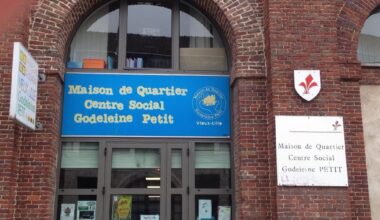 Maison de Quartier
Centre Social
Godeleine Petit
Vieux-Lille
Maison de Quartier
Centre Social
Godeleine PETIT